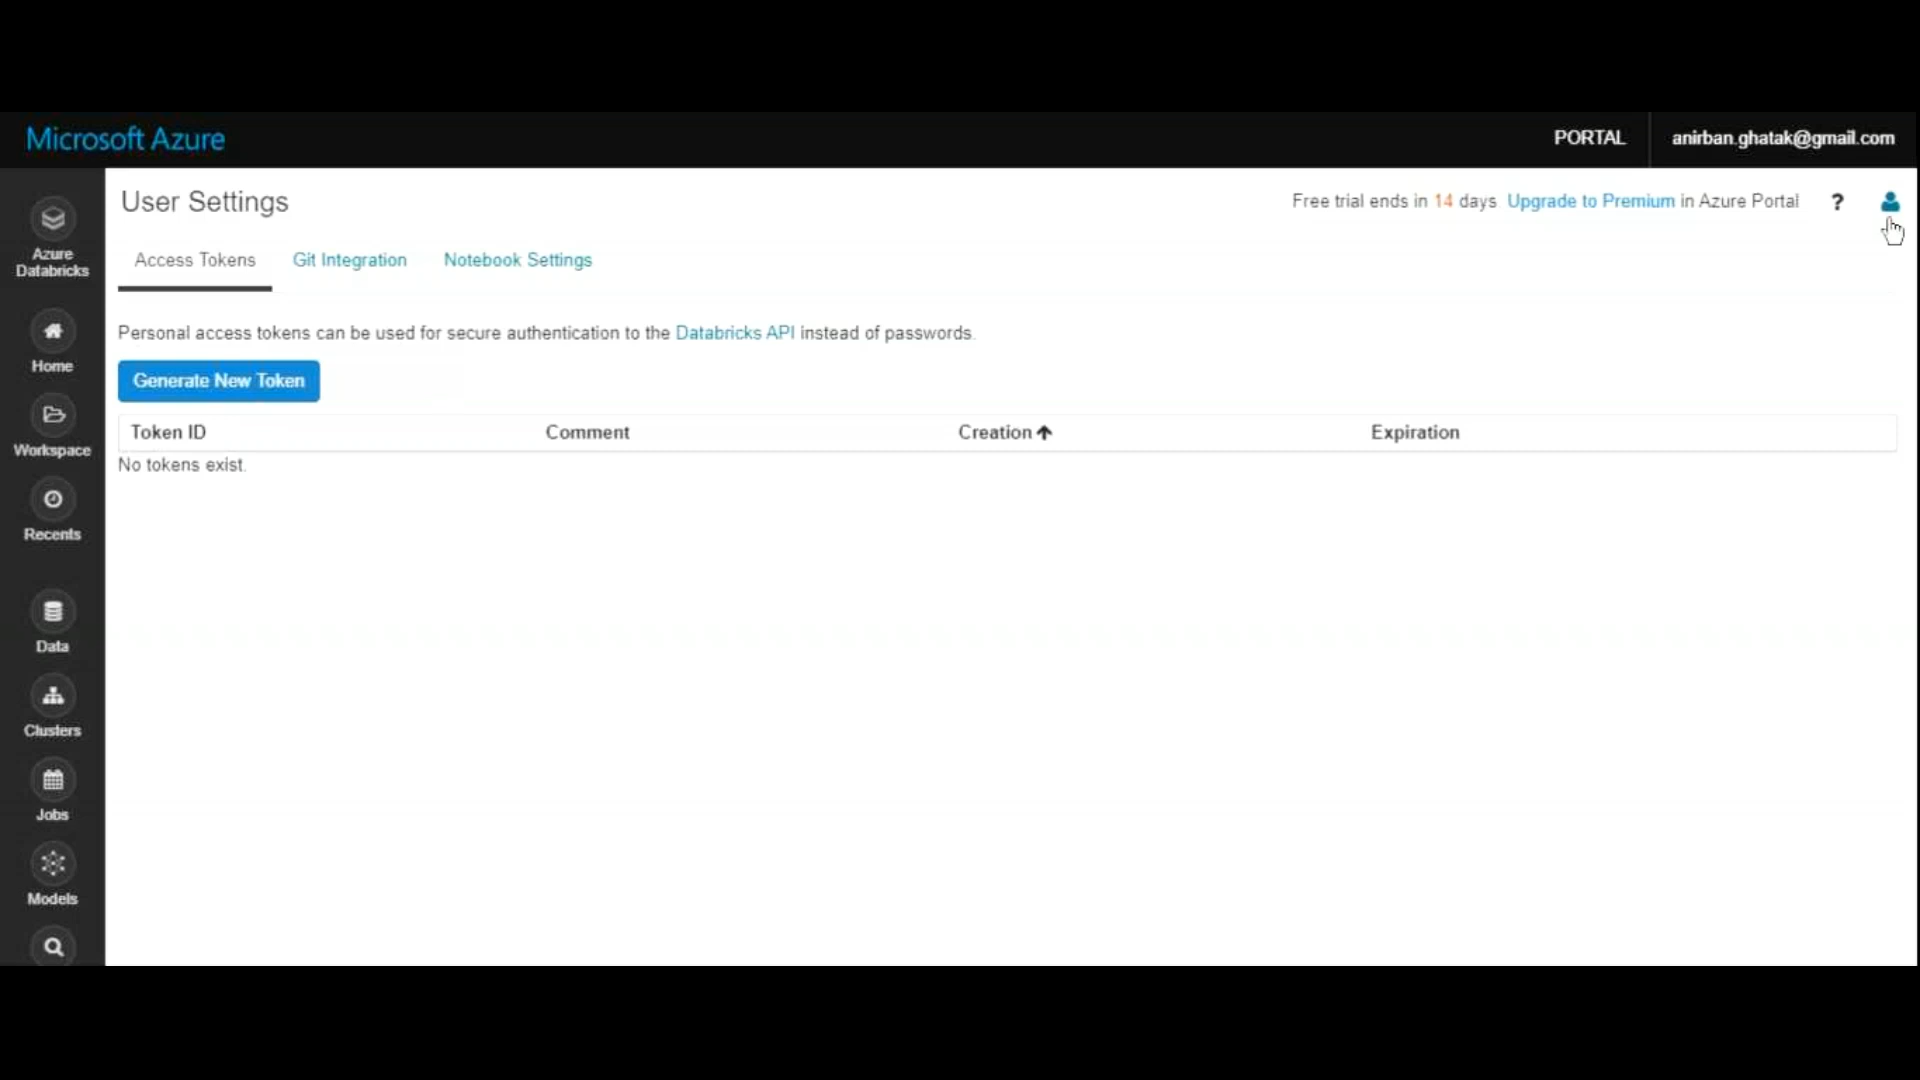 Microsoft Azure
PORTAL
anirban.ghatak@gmail.com
User Settings
Free trial ends in 14 days Upgrade to Premium in Azure Portal
?
Azure
Databricks
Home
Workspace
Recents
Data
Clusters
Jobs
Models
Access Tokens
Git Integration
Notebook Settings
Personal access tokens can be used for secure authentication to the Databricks API instead of passwords.
Generate New Token
Token ID
Comment
Creation
Expiration
No tokens exist.